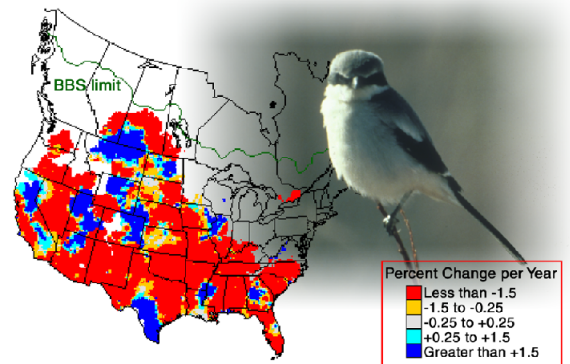 BBS limit
Percent Change per Year
Less than -1.5
-1.5 to -0.25
-0.25 to +0.25
+0.25 to +1.5
Greater than +1.5